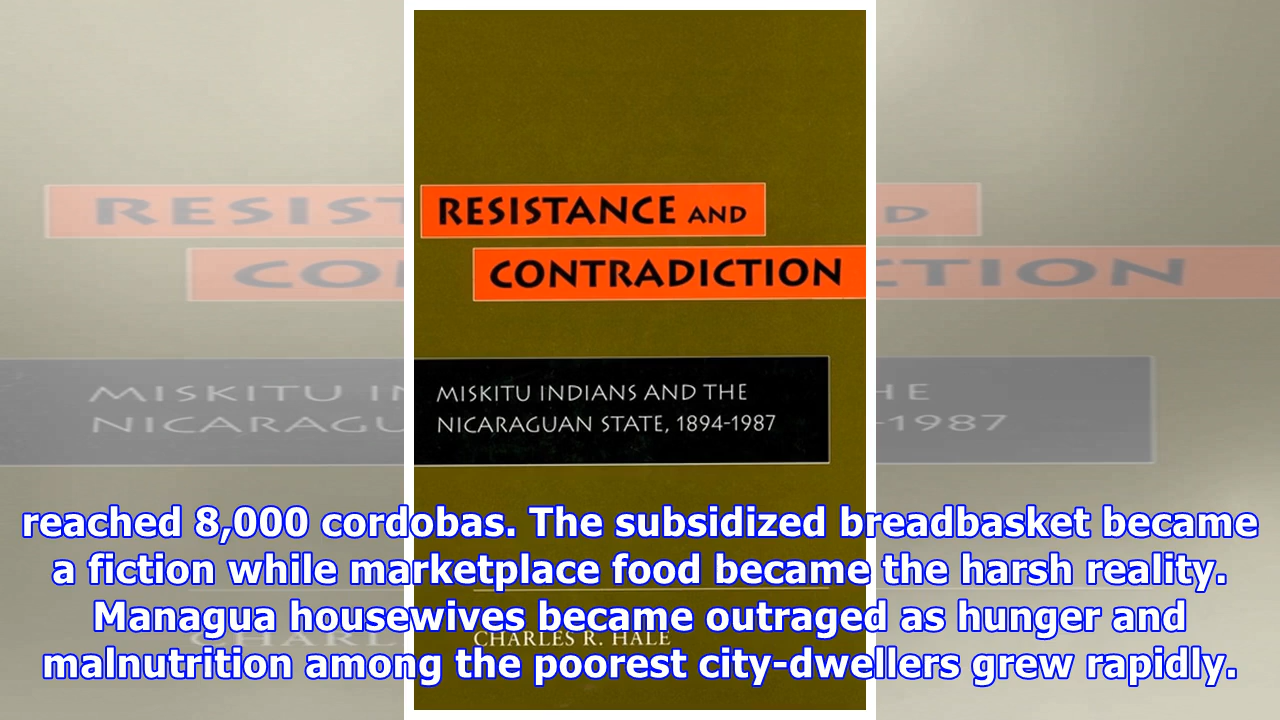 RESISTANCE AND
CONTRADICTION
MISKITU INDIANS AND THE
NICARAGUAN STATE, 1894-1987
reached 8,000 cordobas. The subsidized breadbasket became
a fiction while marketplace food became the harsh reality.
Managua housewives became outraged as hunger and
CHARLES R. HALE
malnutrition among the poorest city-dwellers grew rapidly.